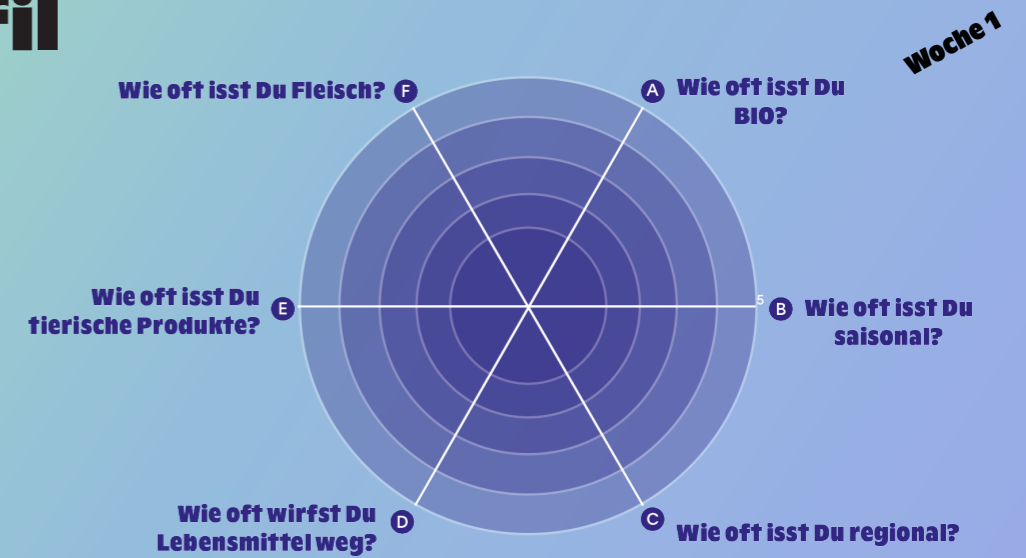 fil
Woche 1
Wie oft isst Du Fleisch? F
A Wie oft isst Du
BIO?
Wie oft isst Du
tierische Produkte? E
5
B Wie oft isst Du
saisonal?
Wie oft wirfst Du
Lebensmittel weg? D
C Wie oft isst Du regional?